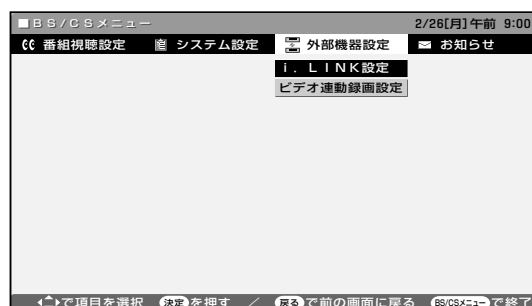 ■BS/CSメニュー 2/26[月]午前 9:00
番組視聴設定 システム設定 外部機器設定 お知らせ
i．LINK設定
ビデオ連動録画設定
で項目を選択 決定を押す ／ 戻るで前の画面に戻る BS/CSメニューで終了